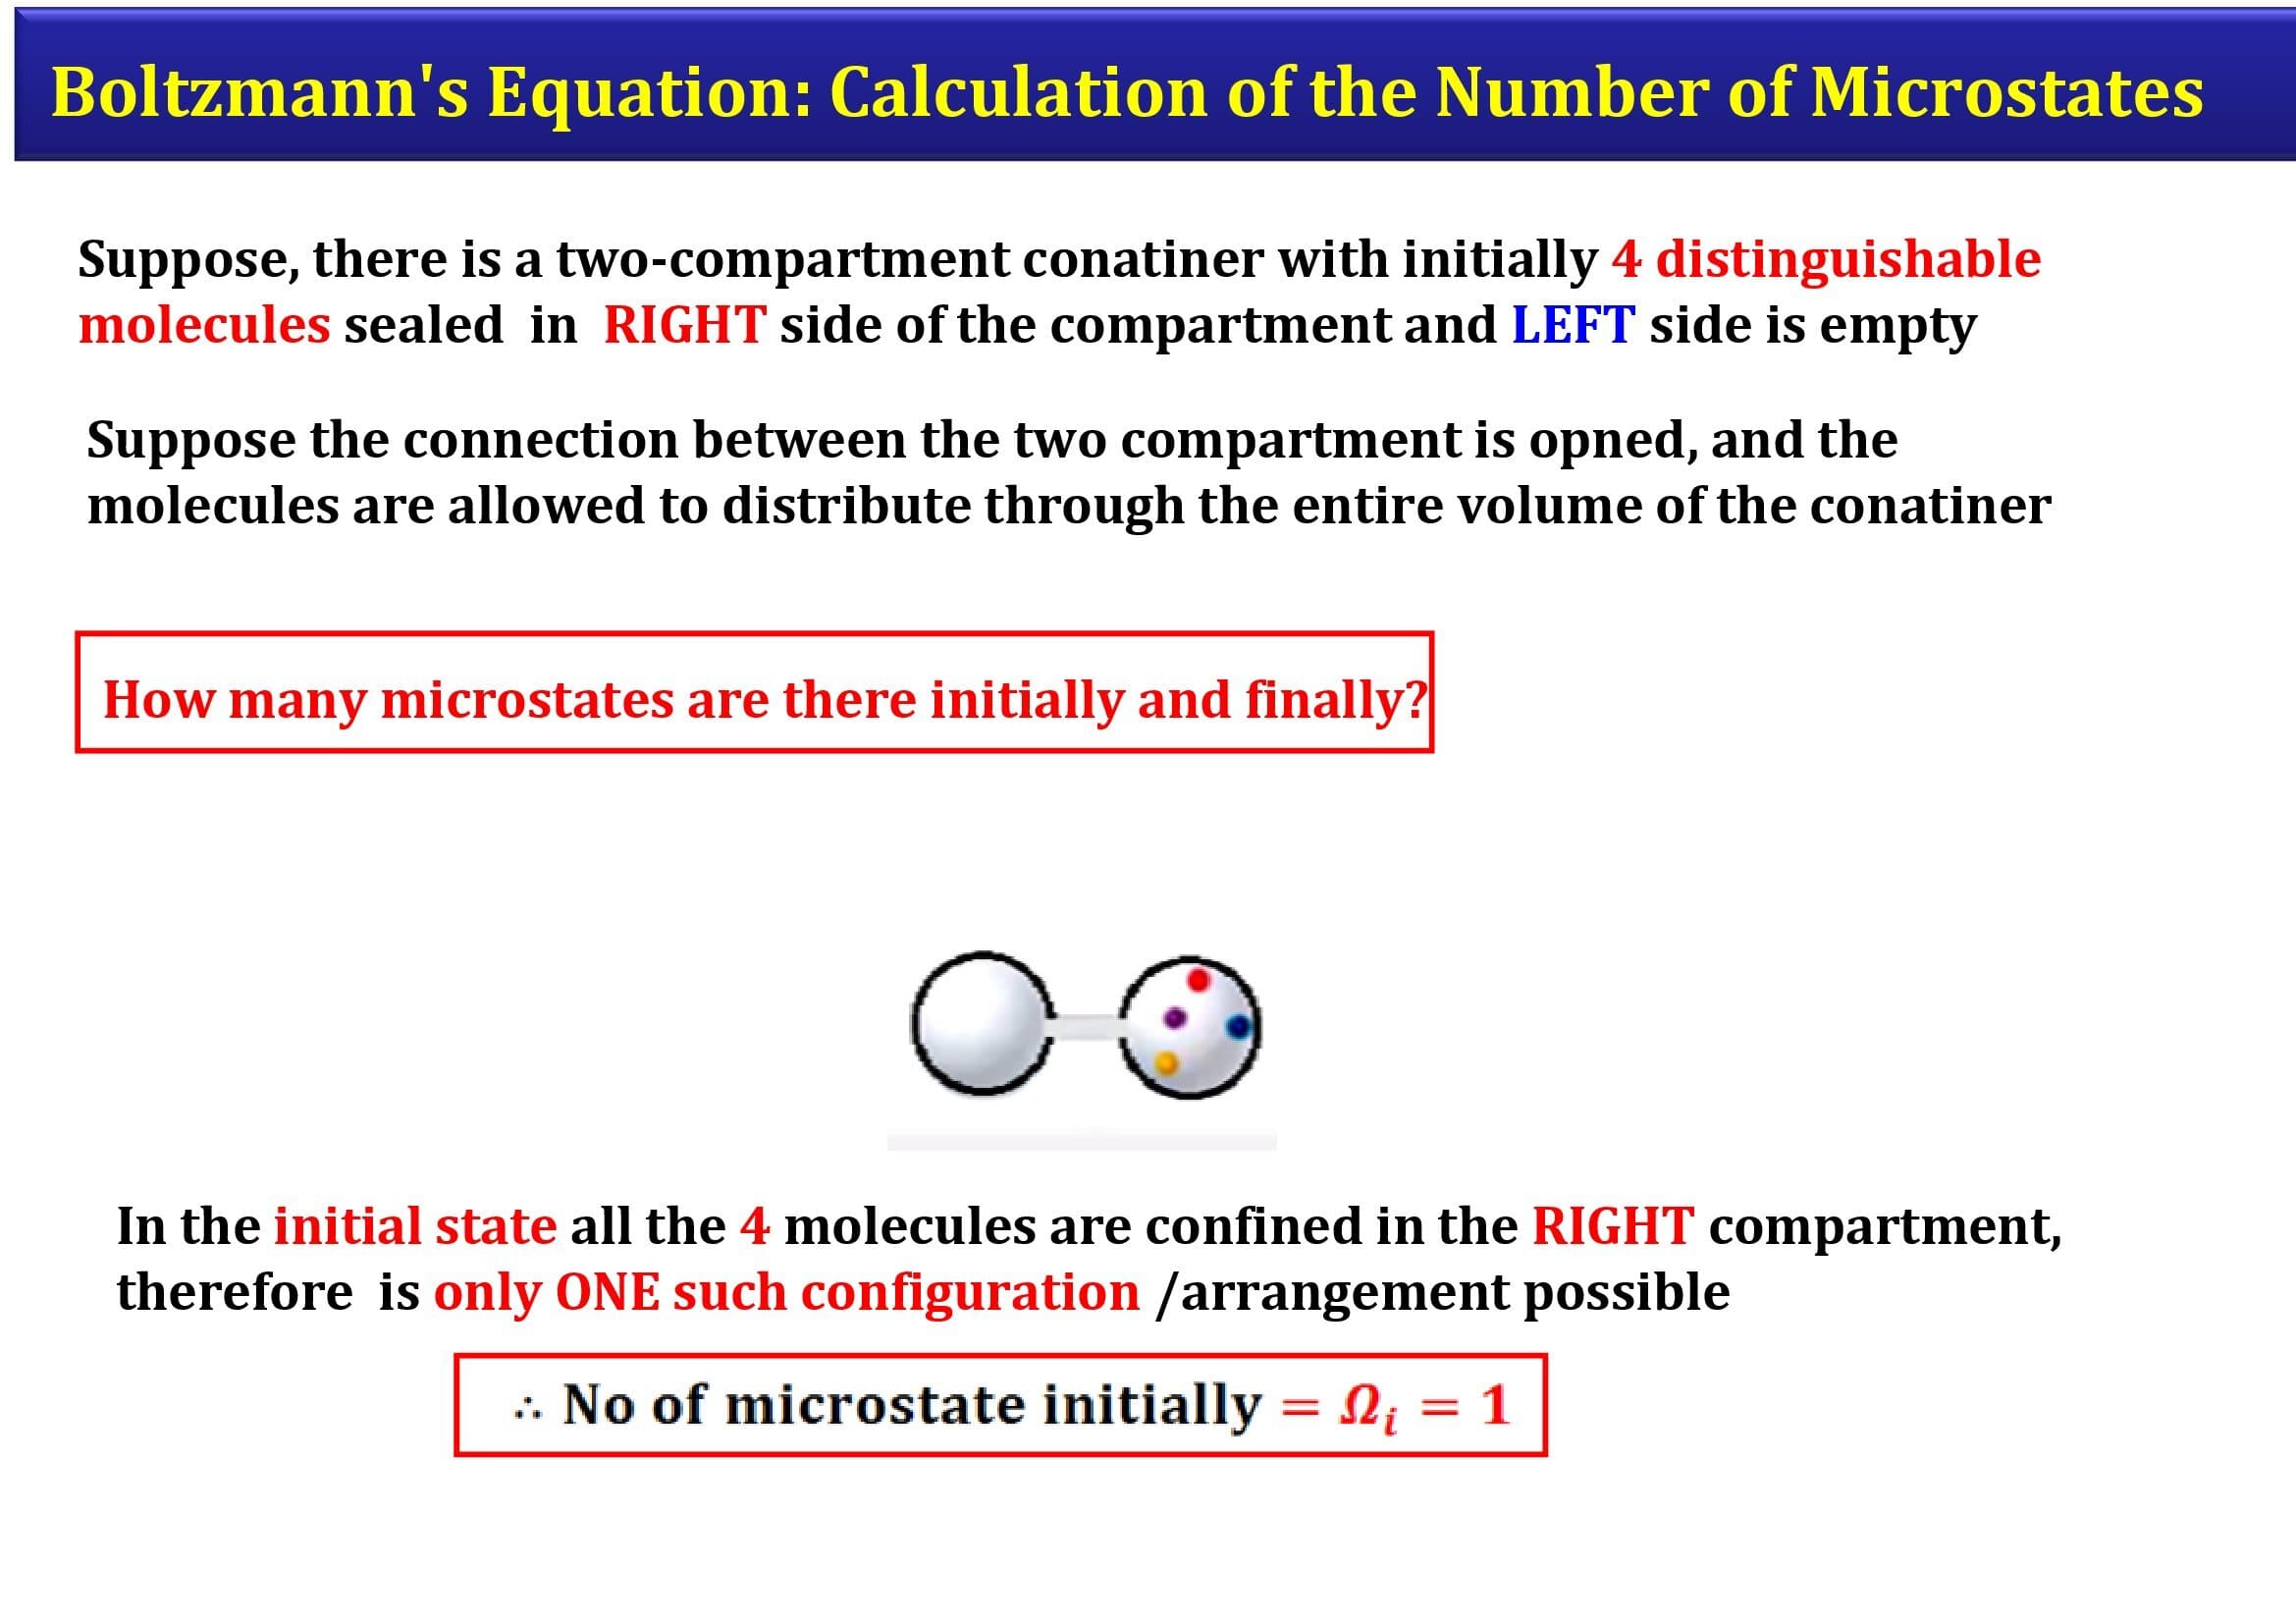 Boltzmann's Equation: Calculation of the Number of Microstates
Suppose, there is a two-compartment conatiner with initially 4 distinguishable
molecules sealed in RIGHT side of the compartment and LEFT side is empty
Suppose the connection between the two compartment is opned, and the
molecules are allowed to distribute through the entire volume of the conatiner
How many microstates are there initially and finally?
In the initial state all the 4 molecules are confined in the RIGHT compartment,
therefore is only ONE such configuration /arrangement possible
∴ No of microstate initially = Ωᵢ = 1